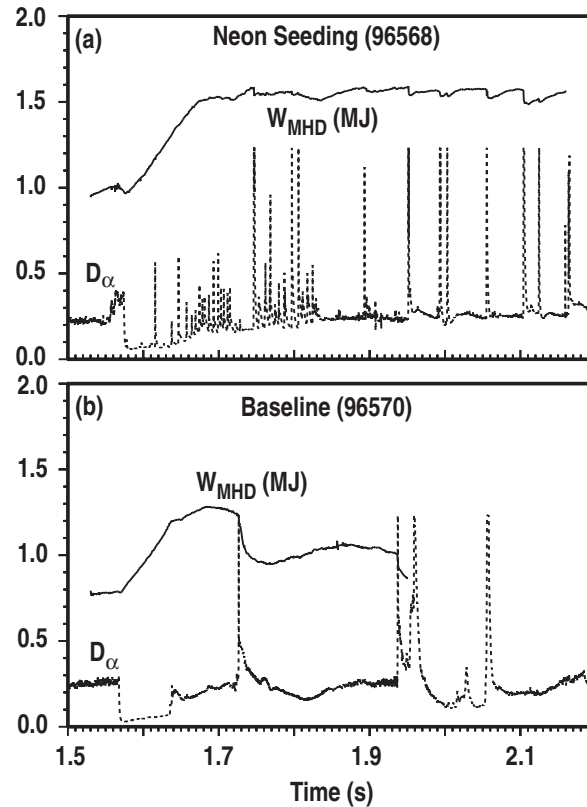 2.0
(a) Neon Seeding (96568)
1.5
W_MHD (MJ)
1.0
D_α
0.5
0.0
2.0
(b) Baseline (96570)
1.5
W_MHD (MJ)
1.0
D_α
0.5
0.0
1.5 1.7 1.9 2.1
Time (s)